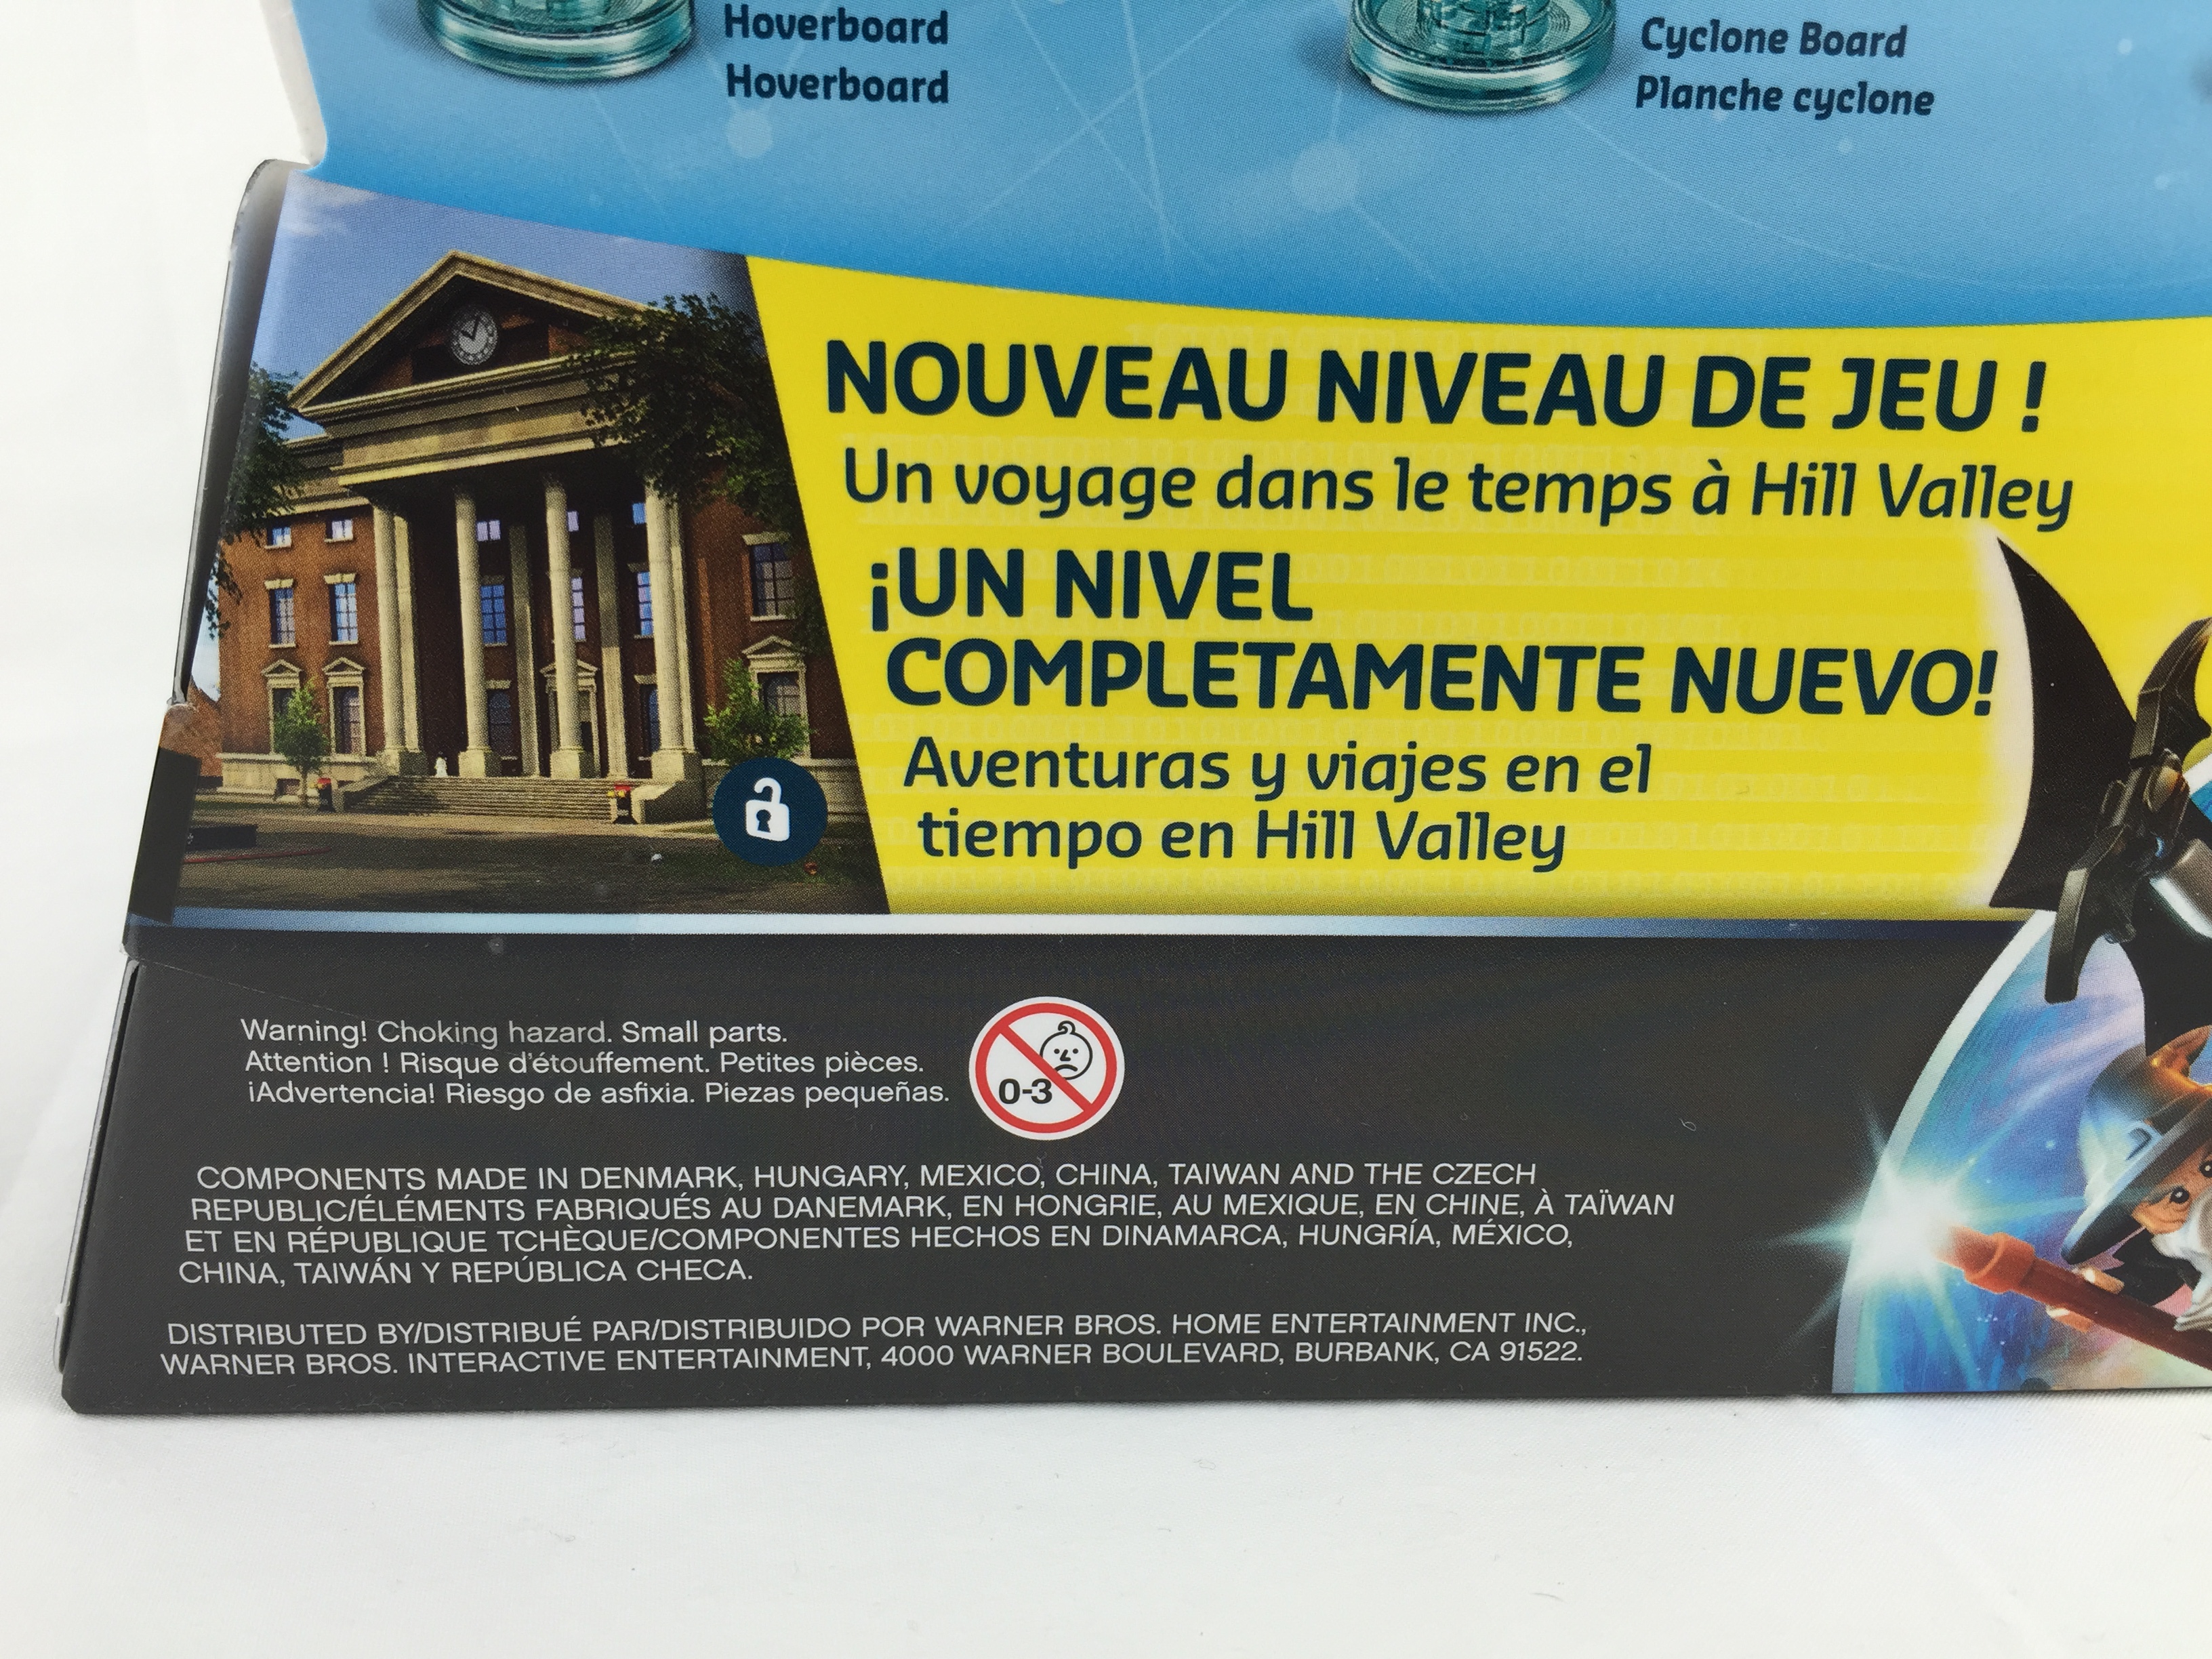 Hoverboard
Hoverboard
Cyclone Board
Planche cyclone
NOUVEAU NIVEAU DE JEU !
Un voyage dans le temps à Hill Valley
¡UN NIVEL
COMPLETAMENTE NUEVO!
Aventuras y viajes en el
tiempo en Hill Valley
Warning! Choking hazard. Small parts.
Attention ! Risque d'étouffement. Petites pièces.
¡Advertencia! Riesgo de asfixia. Piezas pequeñas.
0-3
COMPONENTS MADE IN DENMARK, HUNGARY, MEXICO, CHINA, TAIWAN AND THE CZECH
REPUBLIC/ÉLÉMENTS FABRIQUÉS AU DANEMARK, EN HONGRIE, AU MEXIQUE, EN CHINE, À TAÏWAN
ET EN RÉPUBLIQUE TCHÈQUE/COMPONENTES HECHOS EN DINAMARCA, HUNGRÍA, MÉXICO,
CHINA, TAIWÁN Y REPÚBLICA CHECA.
DISTRIBUTED BY/DISTRIBUÉ PAR/DISTRIBUIDO POR WARNER BROS. HOME ENTERTAINMENT INC.,
WARNER BROS. INTERACTIVE ENTERTAINMENT, 4000 WARNER BOULEVARD, BURBANK, CA 91522.